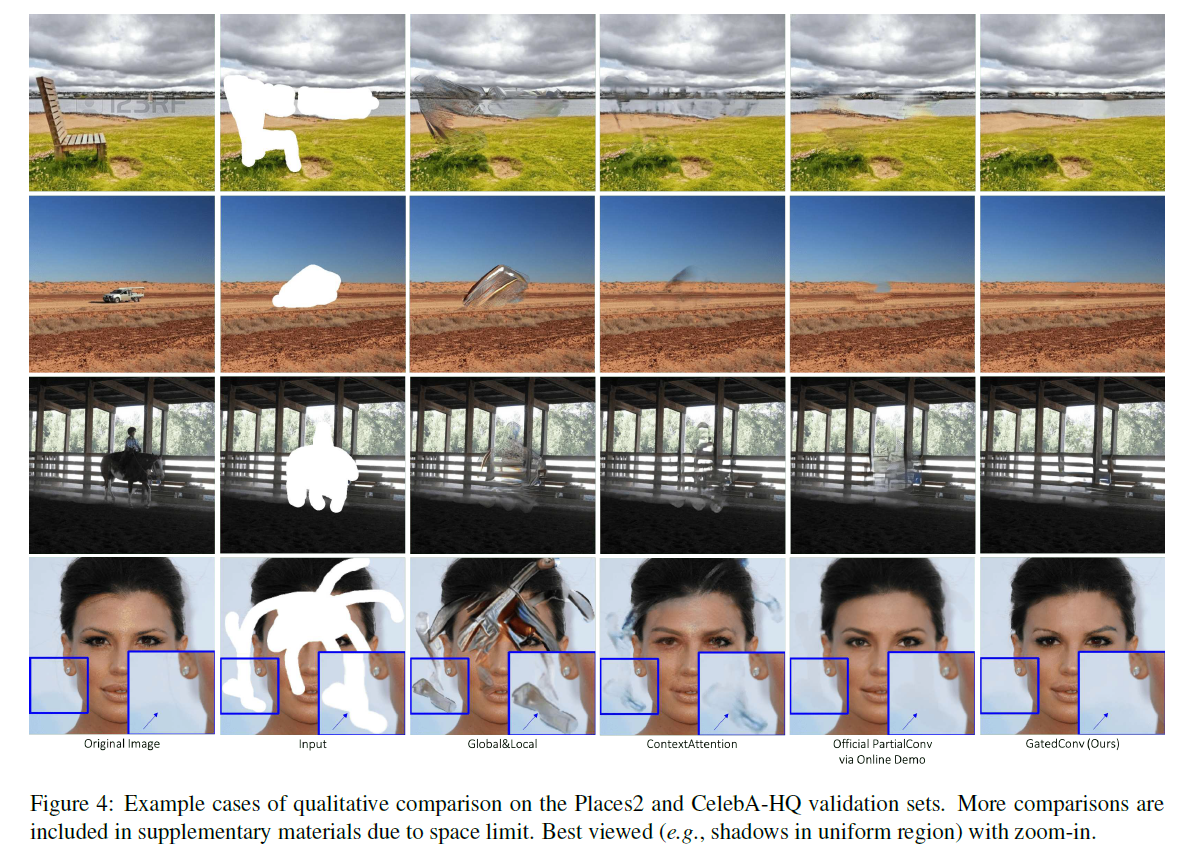 123RF
Original Image
Input
Global&Local
ContextAttention
Official PartialConv
via Online Demo
GatedConv (Ours)
Figure 4: Example cases of qualitative comparison on the Places2 and CelebA-HQ validation sets. More comparisons are
included in supplementary materials due to space limit. Best viewed (e.g., shadows in uniform region) with zoom-in.